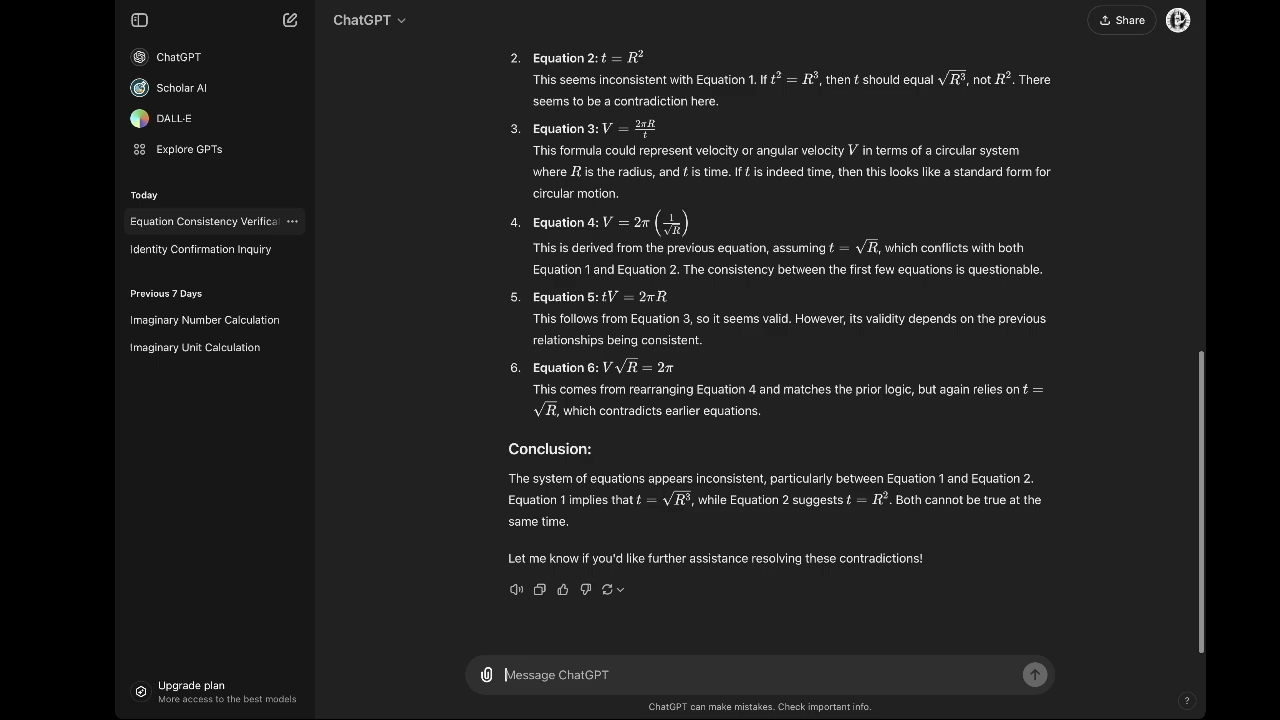 ChatGPT
Share
ChatGPT
Scholar AI
DALL·E
Explore GPTs
Today
Equation Consistency Verifica
Identity Confirmation Inquiry
Previous 7 Days
Imaginary Number Calculation
Imaginary Unit Calculation
Upgrade plan
More access to the best models
2. Equation 2: t = R²
This seems inconsistent with Equation 1. If t² = R³, then t should equal √R³, not R². There
seems to be a contradiction here.
3. Equation 3: V = 2πR/t
This formula could represent velocity or angular velocity V in terms of a circular system
where R is the radius, and t is time. If t is indeed time, then this looks like a standard form for
circular motion.
4. Equation 4: V = 2π (1/√R)
This is derived from the previous equation, assuming t = √R, which conflicts with both
Equation 1 and Equation 2. The consistency between the first few equations is questionable.
5. Equation 5: tV = 2πR
This follows from Equation 3, so it seems valid. However, its validity depends on the previous
relationships being consistent.
6. Equation 6: V√R = 2π
This comes from rearranging Equation 4 and matches the prior logic, but again relies on t =
√R, which contradicts earlier equations.
Conclusion:
The system of equations appears inconsistent, particularly between Equation 1 and Equation 2.
Equation 1 implies that t = √R³, while Equation 2 suggests t = R². Both cannot be true at the
same time.
Let me know if you'd like further assistance resolving these contradictions!
Message ChatGPT
ChatGPT can make mistakes. Check important info.
?